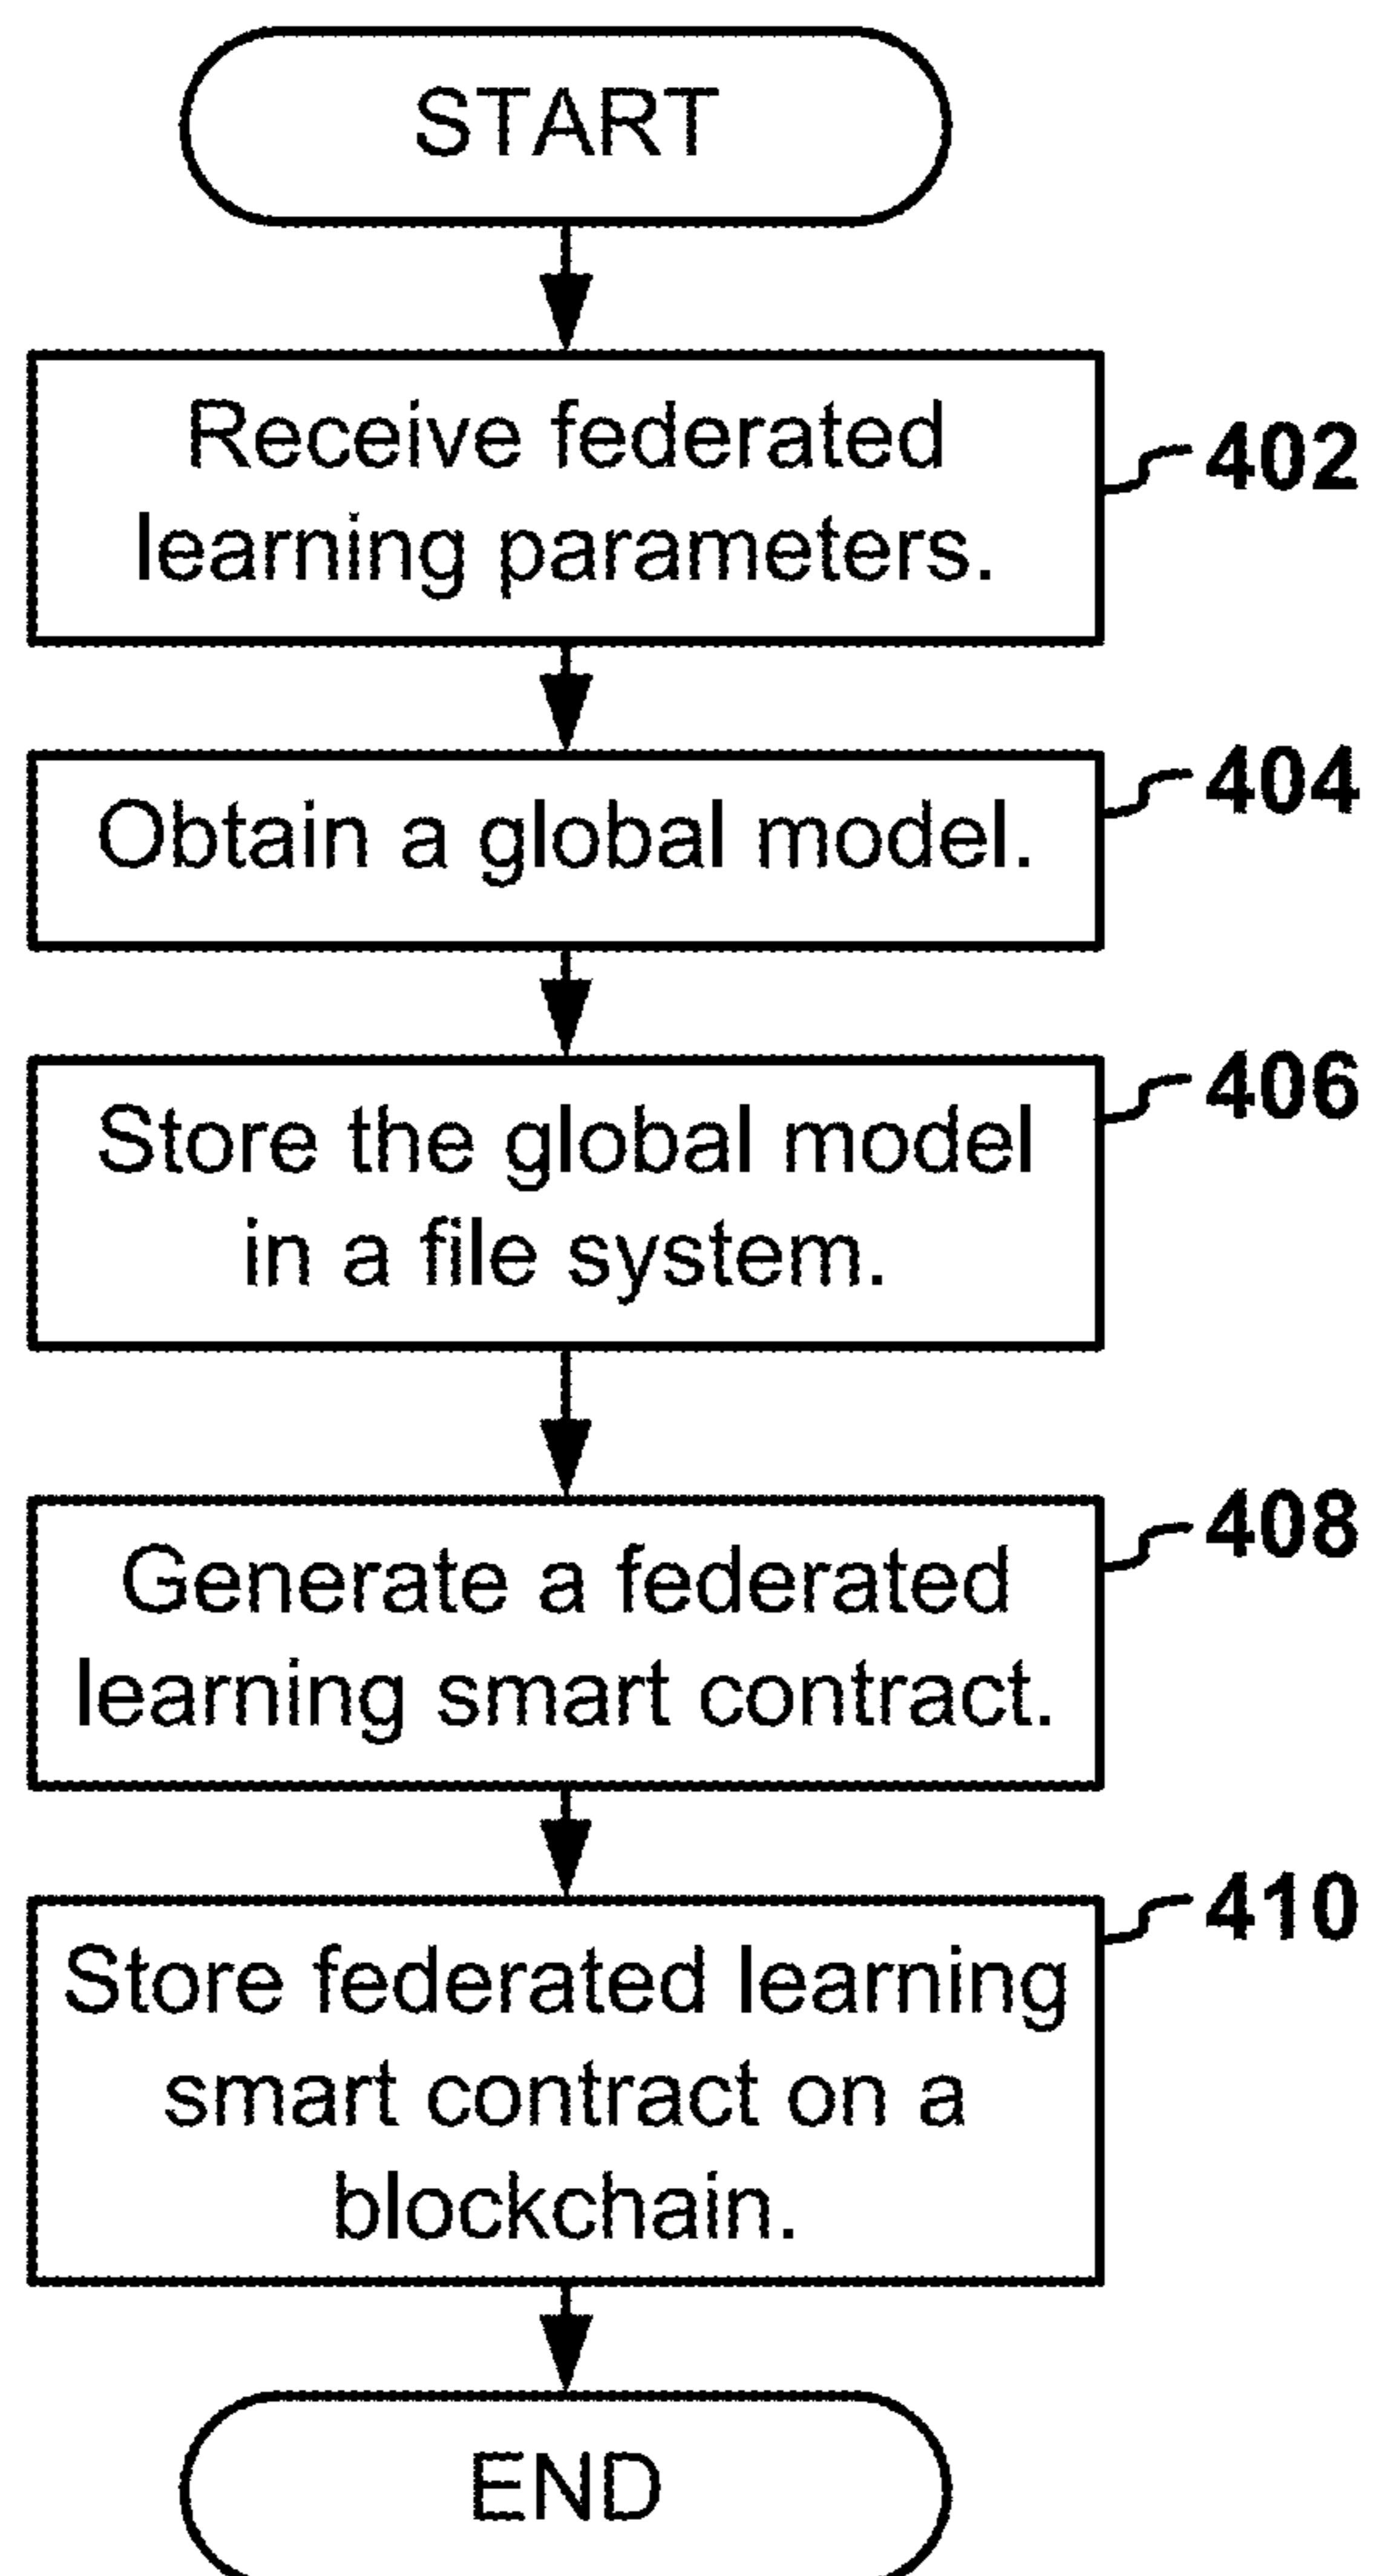 START
Receive federated
learning parameters.
402
Obtain a global model.
404
Store the global model
in a file system.
406
Generate a federated
learning smart contract.
408
Store federated learning
smart contract on a
blockchain.
410
END